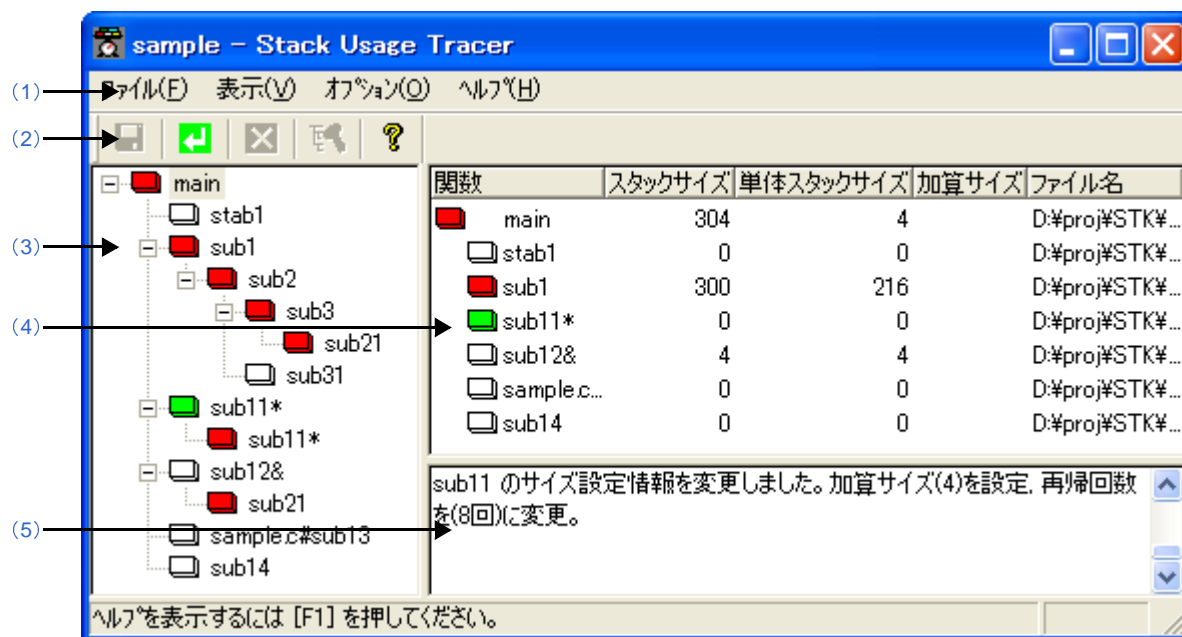 sample - Stack Usage Tracer
(1)
ファイル(F) 表示(V) オプション(O) ヘルプ(H)
(2)
main
stab1
(3)
sub1
sub2
sub3
sub21
sub31
sub11*
sub11*
sub12&
sub21
sample.c#sub13
sub14
関数 スタックサイズ 単体スタックサイズ 加算サイズ ファイル名
main 304 4 D:¥proj¥STK¥...
stab1 0 0 D:¥proj¥STK¥...
sub1 300 216 D:¥proj¥STK¥...
(4)
sub11* 0 0 D:¥proj¥STK¥...
sub12& 4 4 D:¥proj¥STK¥...
sample.c... 0 0 D:¥proj¥STK¥...
sub14 0 0 D:¥proj¥STK¥...
sub11 のサイズ設定情報を変更しました。加算サイズ(4)を設定, 再帰回数
(5)
を(8回)に変更。
ヘルプを表示するには [F1] を押してください。